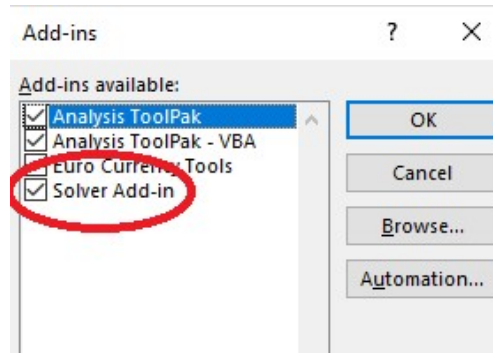 Add-ins ? ×
Add-ins available:
Analysis ToolPak
Analysis ToolPak - VBA
Euro Currency Tools
Solver Add-in
OK
Cancel
Browse...
Automation...